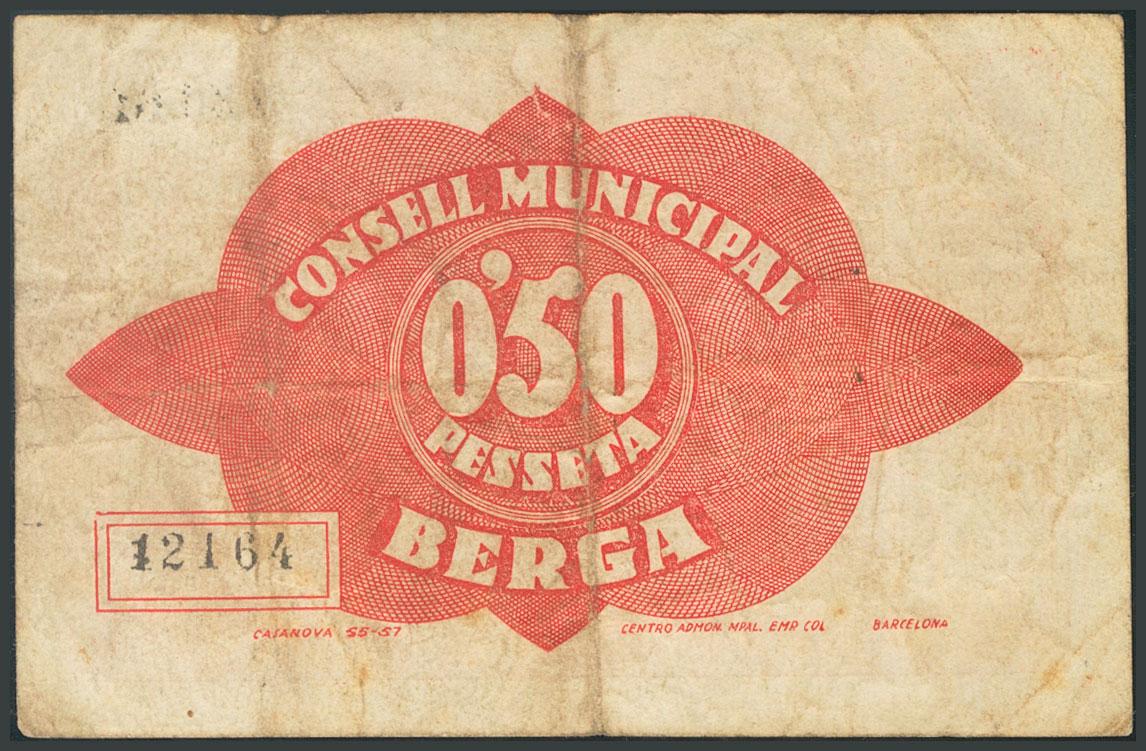 CONSELL MUNICIPAL
0'50
PESSETA
BERGA
12164
CASANOVA 55-57
CENTRO ADMON. MPAL. EMP COL BARCELONA